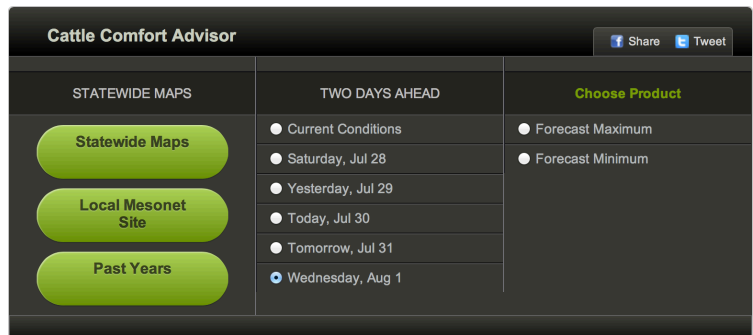 Cattle Comfort Advisor
Share
Tweet
STATEWIDE MAPS
TWO DAYS AHEAD
Choose Product
Statewide Maps
Local Mesonet
Site
Past Years
Current Conditions
Saturday, Jul 28
Yesterday, Jul 29
Today, Jul 30
Tomorrow, Jul 31
Wednesday, Aug 1
Forecast Maximum
Forecast Minimum